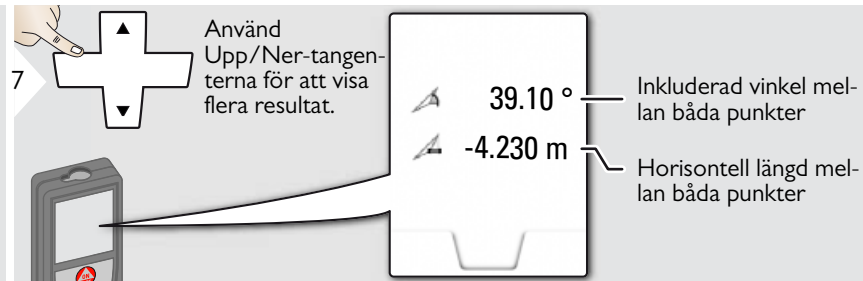 7
Använd
Upp/Ner-tangen-
terna för att visa
flera resultat.
39.10 °
-4.230 m
Inkluderad vinkel mel-
lan båda punkter
Horisontell längd mel-
lan båda punkter
ON